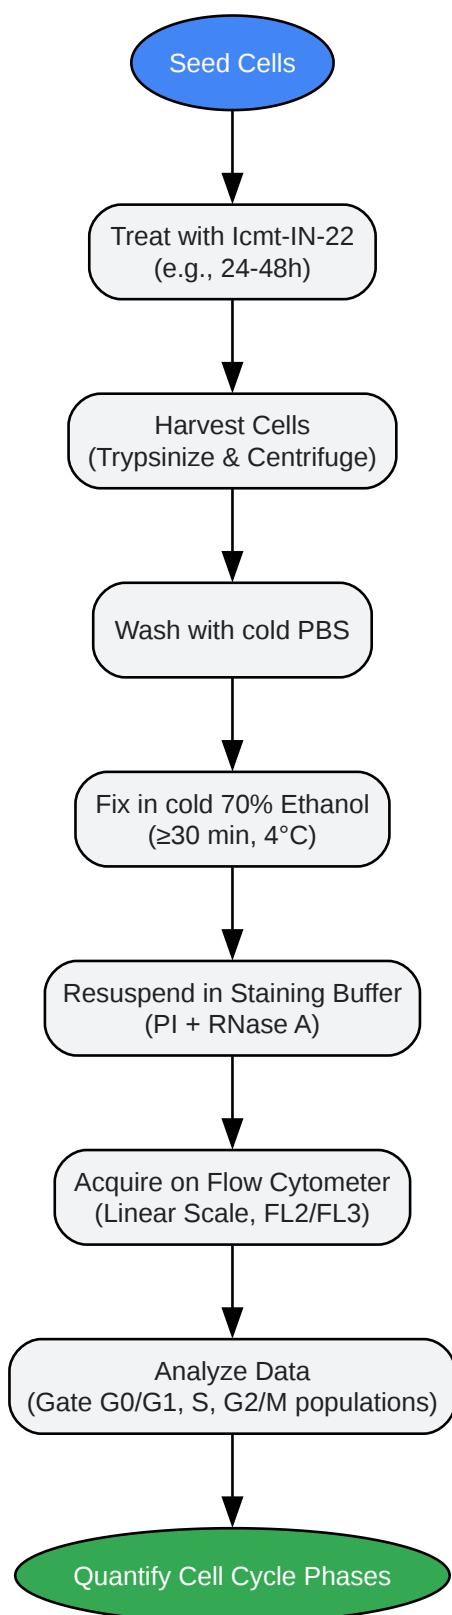 Seed Cells
Treat with Icmt-IN-22
(e.g., 24-48h)
Harvest Cells
(Trypsinize & Centrifuge)
Wash with cold PBS
Fix in cold 70% Ethanol
(≥30 min, 4°C)
Resuspend in Staining Buffer
(PI + RNase A)
Acquire on Flow Cytometer
(Linear Scale, FL2/FL3)
Analyze Data
(Gate G0/G1, S, G2/M populations)
Quantify Cell Cycle Phases